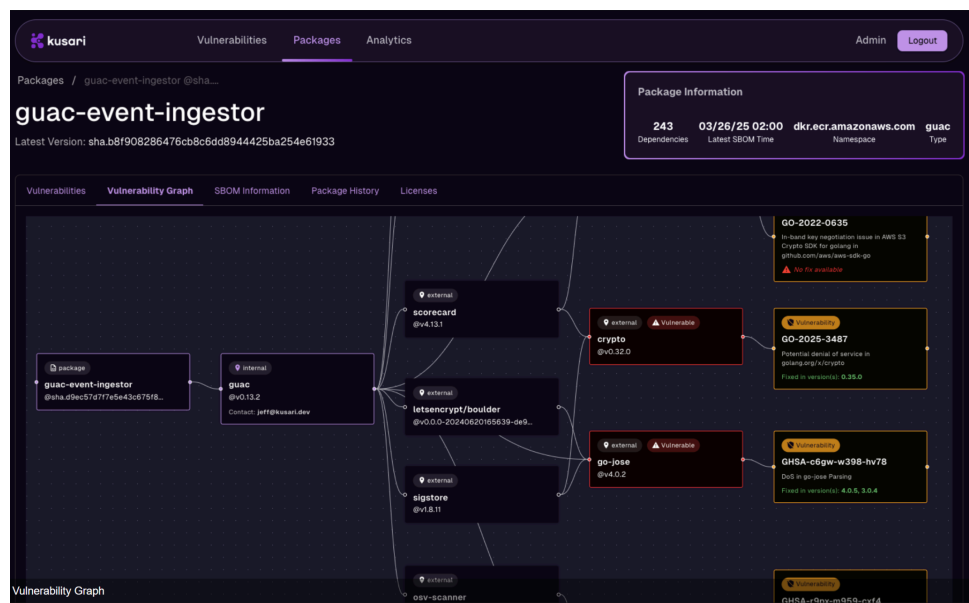 kusari
Vulnerabilities
Packages
Analytics
Admin
Logout
Packages / guac-event-ingestor @sha....
guac-event-ingestor
Latest Version: sha.b8f908286476cb8c6dd8944425ba254e61933
Package Information
243
Dependencies
03/26/25 02:00
Latest SBOM Time
dkr.ecr.amazonaws.com
Namespace
guac
Type
Vulnerabilities
Vulnerability Graph
SBOM Information
Package History
Licenses
package
guac-event-ingestor
@sha.d9ec57d7f7e5e43c675f8...
internal
guac
@v0.13.2
Contact: jeff@kusari.dev
external
scorecard
@v4.13.1
external
letsencrypt/boulder
@v0.0.0-20240620165639-de9...
external
sigstore
@v1.8.11
external
osv-scanner
external
Vulnerable
crypto
@v0.32.0
external
Vulnerable
go-jose
@v4.0.2
GO-2022-0635
In-band key negotiation issue in AWS S3
Crypto SDK for golang in
github.com/aws/aws-sdk-go
No fix available
Vulnerability
GO-2025-3487
Potential denial of service in
golang.org/x/crypto
Fixed in version(s): 0.35.0
Vulnerability
GHSA-c6gw-w398-hv78
DoS in go-jose Parsing
Fixed in version(s): 4.0.5, 3.0.4
Vulnerability
GHSA-r9px-m959-cxf4
Vulnerability Graph